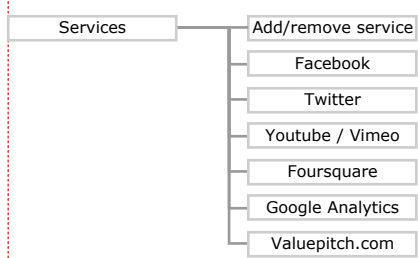 Services
Add/remove service
Facebook
Twitter
Youtube / Vimeo
Foursquare
Google Analytics
Valuepitch.com